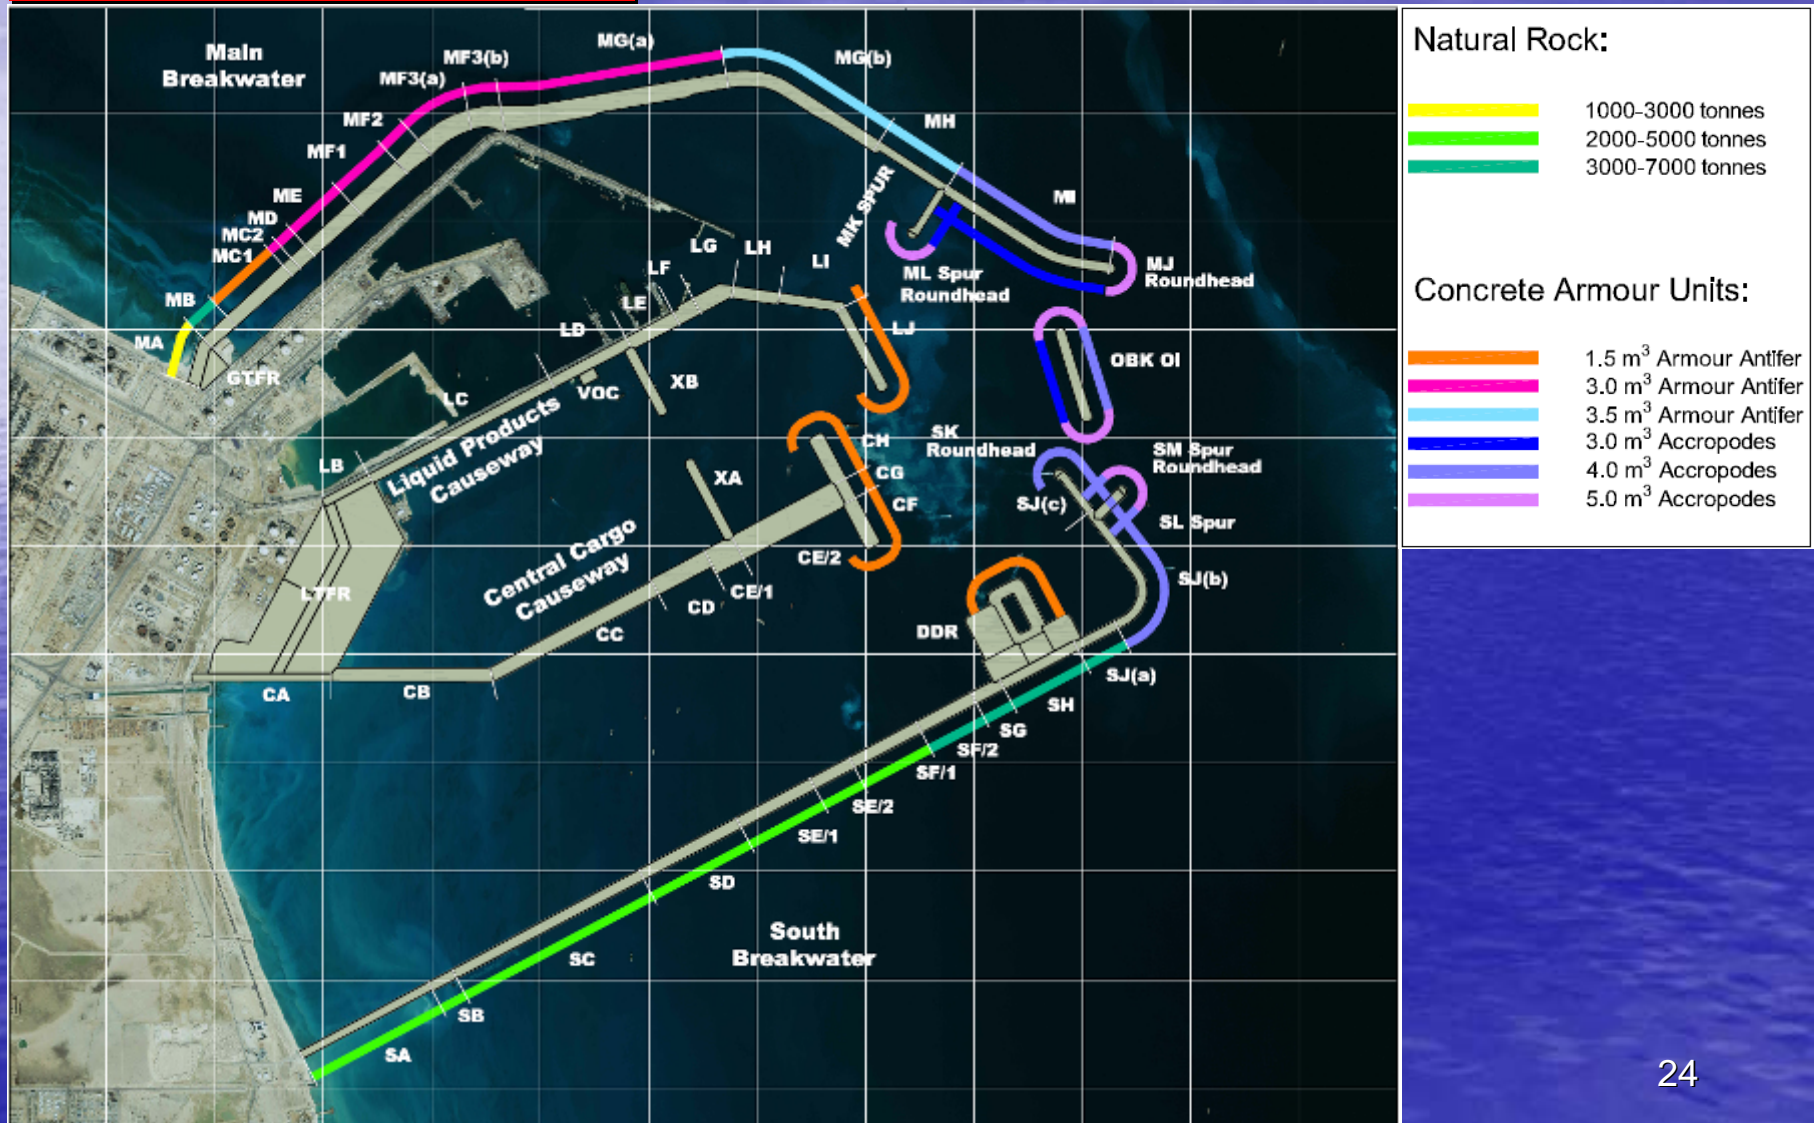 Main
Breakwater
MG(a)
MF3(b)
MF3(a)
MG(b)
MF2
MH
MF1
ME
MD
MC2
MC1
MI
MK SPUR
LG
LH
LI
ML Spur
Roundhead
MJ
Roundhead
LF
LE
LD
MB
MA
GTFR
LJ
OBK OI
XB
VOC
LC
LB
Liquid Products
Causeway
CH
CG
CF
SK
Roundhead
SM Spur
Roundhead
XA
SJ(c)
SL Spur
Central Cargo
Causeway
CE/2
CE/1
CD
CC
SJ(b)
LTFR
DDR
CA
CB
SJ(a)
SH
SG
SF/2
SF/1
SE/2
SE/1
SD
SC
South
Breakwater
SB
SA
Natural Rock:
1000-3000 tonnes
2000-5000 tonnes
3000-7000 tonnes
Concrete Armour Units:
1.5 m³ Armour Antifer
3.0 m³ Armour Antifer
3.5 m³ Armour Antifer
3.0 m³ Accropodes
4.0 m³ Accropodes
5.0 m³ Accropodes
24